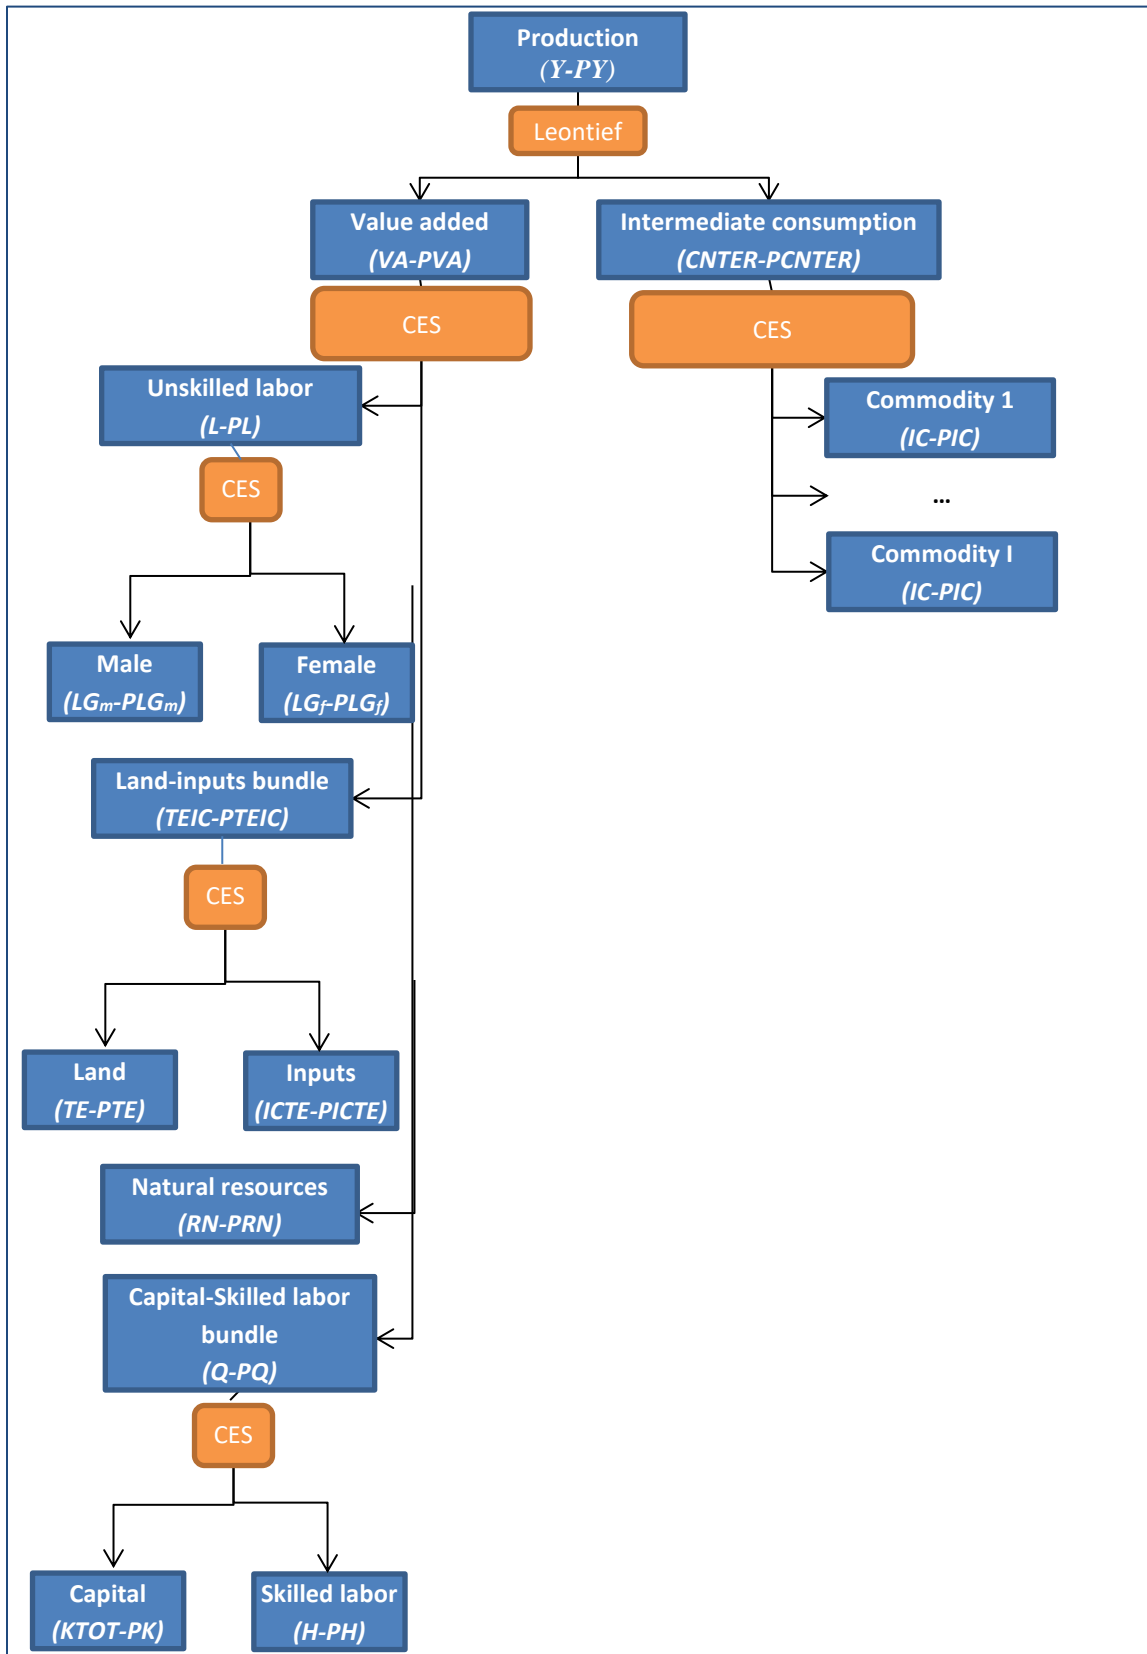 Production
(Y-PY)
Leontief
Value added
(VA-PVA)
Intermediate consumption
(CNTER-PCNTER)
CES
CES
Unskilled labor
(L-PL)
Commodity 1
(IC-PIC)
CES
...
Commodity I
(IC-PIC)
Male
(LGm-PLGm)
Female
(LGf-PLGf)
Land-inputs bundle
(TEIC-PTEIC)
CES
Land
(TE-PTE)
Inputs
(ICTE-PICTE)
Natural resources
(RN-PRN)
Capital-Skilled labor
bundle
(Q-PQ)
CES
Capital
(KTOT-PK)
Skilled labor
(H-PH)